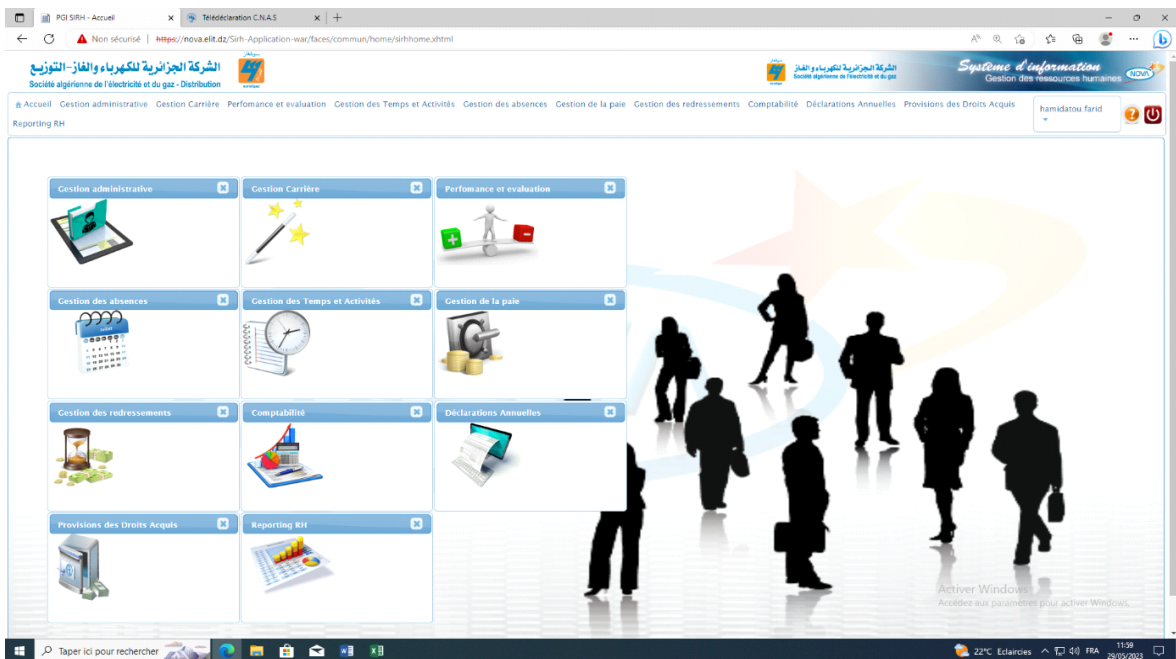 PGI SIRH - Accueil
Télédéclaration C.N.A.S
Non sécurisé | https://nova.elit.dz/Sirh-Application-war/faces/commun/home/sirhhome.xhtml
الشركة الجزائرية للكهرباء والغاز-التوزيع
Société algérienne de l'électricité et du gaz - Distribution
الشركة الجزائرية للكهرباء و الغاز
Société algérienne de l'électricité et du gaz
Système d'information
Gestion des ressources humaines
NOVA
Accueil Gestion administrative Gestion Carrière Perfomance et evaluation Gestion des Temps et Activités Gestion des absences Gestion de la paie Gestion des redressements Comptabilité Déclarations Annuelles Provisions des Droits Acquis
Reporting RH
hamidatou.farid
Gestion administrative
Gestion Carrière
Perfomance et evaluation
Gestion des absences
Gestion des Temps et Activités
Gestion de la paie
Gestion des redressements
Comptabilité
Déclarations Annuelles
Provisions des Droits Acquis
Reporting RH
Activer Windows
Accédez aux paramètres pour activer Windows.
Taper ici pour rechercher
22°C Eclaircies
FRA
11:59
29/05/2023